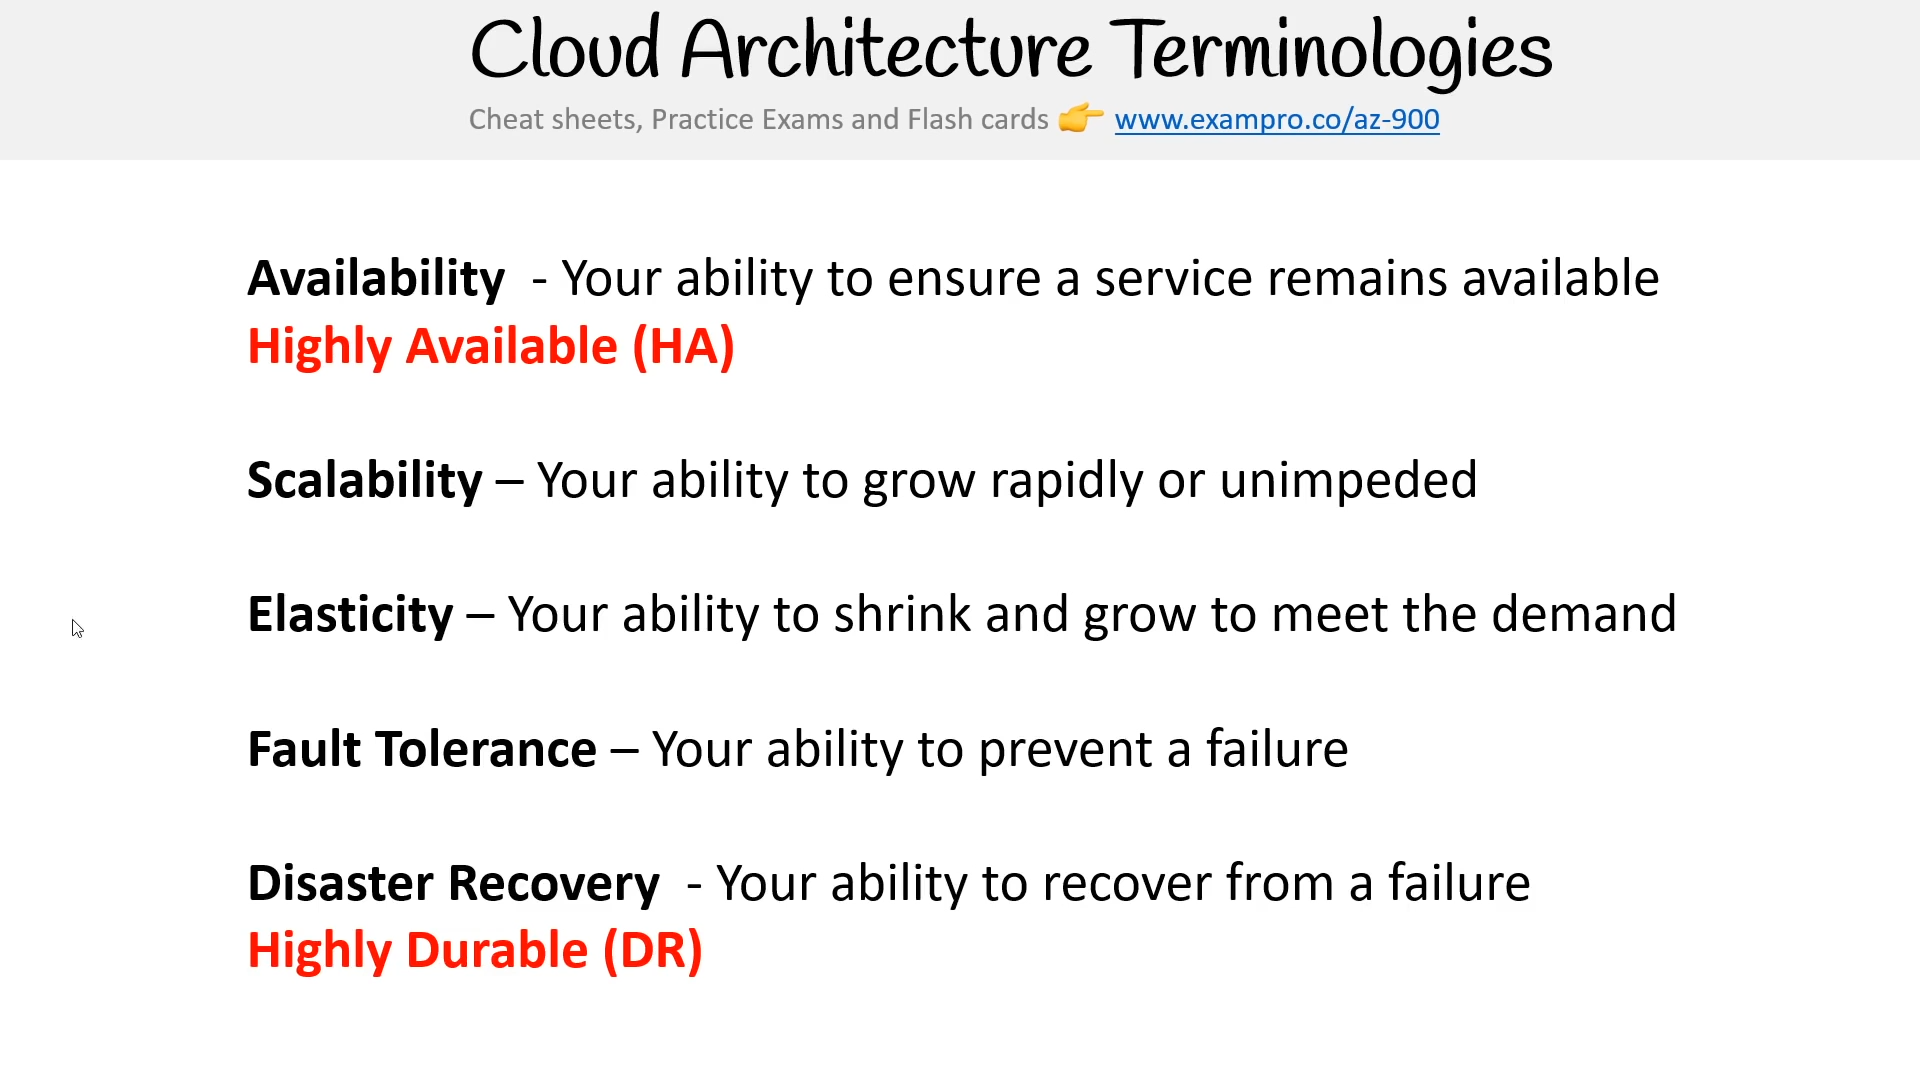 Cloud Architecture Terminologies
Cheat sheets, Practice Exams and Flash cards 👉 www.exampro.co/az-900
Availability - Your ability to ensure a service remains available
Highly Available (HA)
Scalability – Your ability to grow rapidly or unimpeded
Elasticity – Your ability to shrink and grow to meet the demand
Fault Tolerance – Your ability to prevent a failure
Disaster Recovery - Your ability to recover from a failure
Highly Durable (DR)